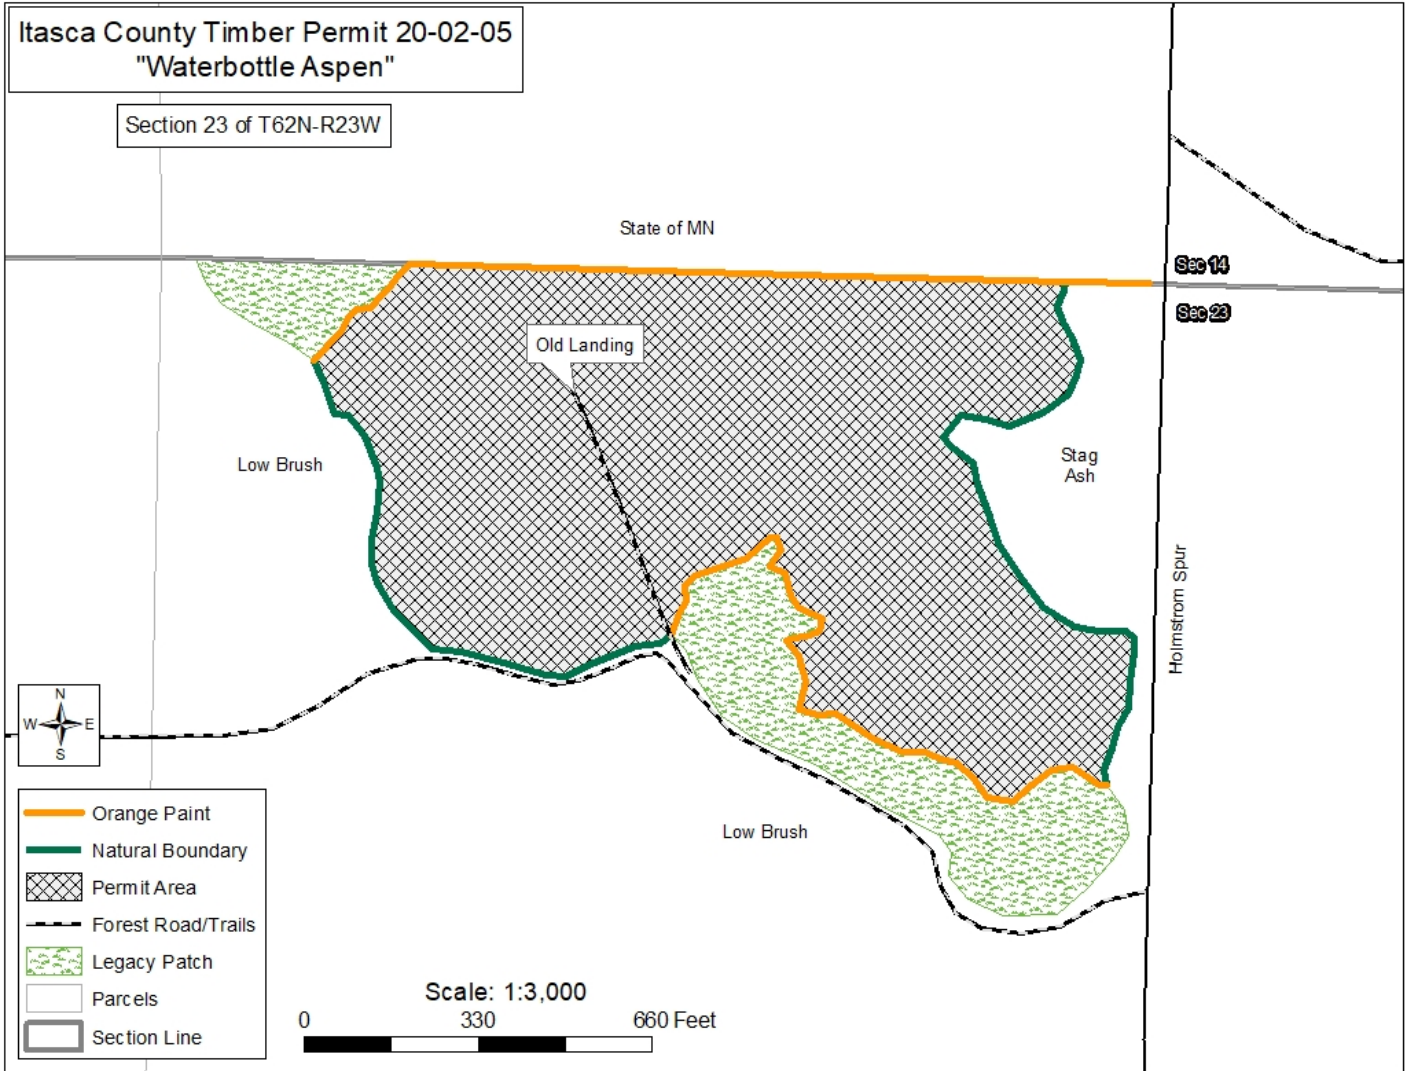 Itasca County Timber Permit 20-02-05
"Waterbottle Aspen"
Section 23 of T62N-R23W
State of MN
Sec 14
Sec 23
Old Landing
Low Brush
Stag
Ash
Holmstrom Spur
N
W E
S
Low Brush
Orange Paint
Natural Boundary
Permit Area
Forest Road/Trails
Legacy Patch
Parcels
Section Line
Scale: 1:3,000
0 330 660 Feet